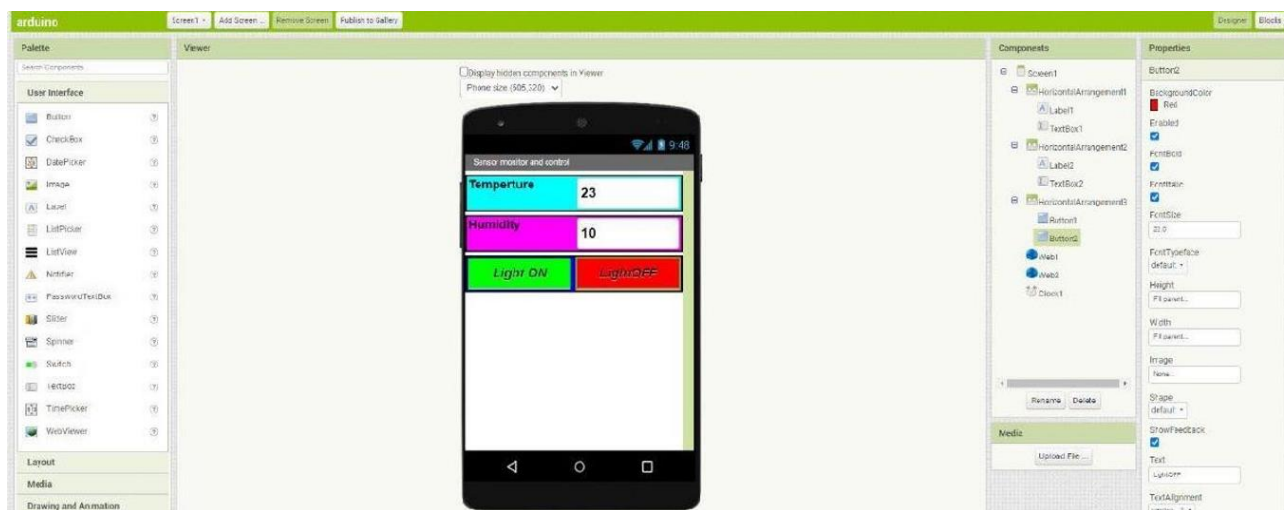 arduino
Screen1 Add Screen ... Remove Screen Publish to Gallery
Designer Blocks
Palette
Search Components
User Interface
Button
CheckBox
DatePicker
Image
Label
ListPicker
ListView
Notifier
PasswordTextBox
Slider
Spinner
Switch
TextBox
TimePicker
WebViewer
Layout
Media
Drawing and Animation
Viewer
Display hidden components in Viewer
Phone size (505,320)
9:48
Sensor monitor and control
Temperture
23
Humidity
10
Light ON
LightOFF
Components
Screen1
HorizontalArrangement1
Label1
TextBox1
HorizontalArrangement2
Label2
TextBox2
HorizontalArrangement3
Button1
Button2
Web1
Web2
Clock1
Rename Delete
Media
Upload File ...
Properties
Button2
BackgroundColor
Red
Enabled
FontBold
FontItalic
FontSize
FontTypeface
default
Height
Fill parent...
Width
Fill parent...
Image
None...
Shape
default
ShowFeedback
Text
LightOFF
TextAlignment